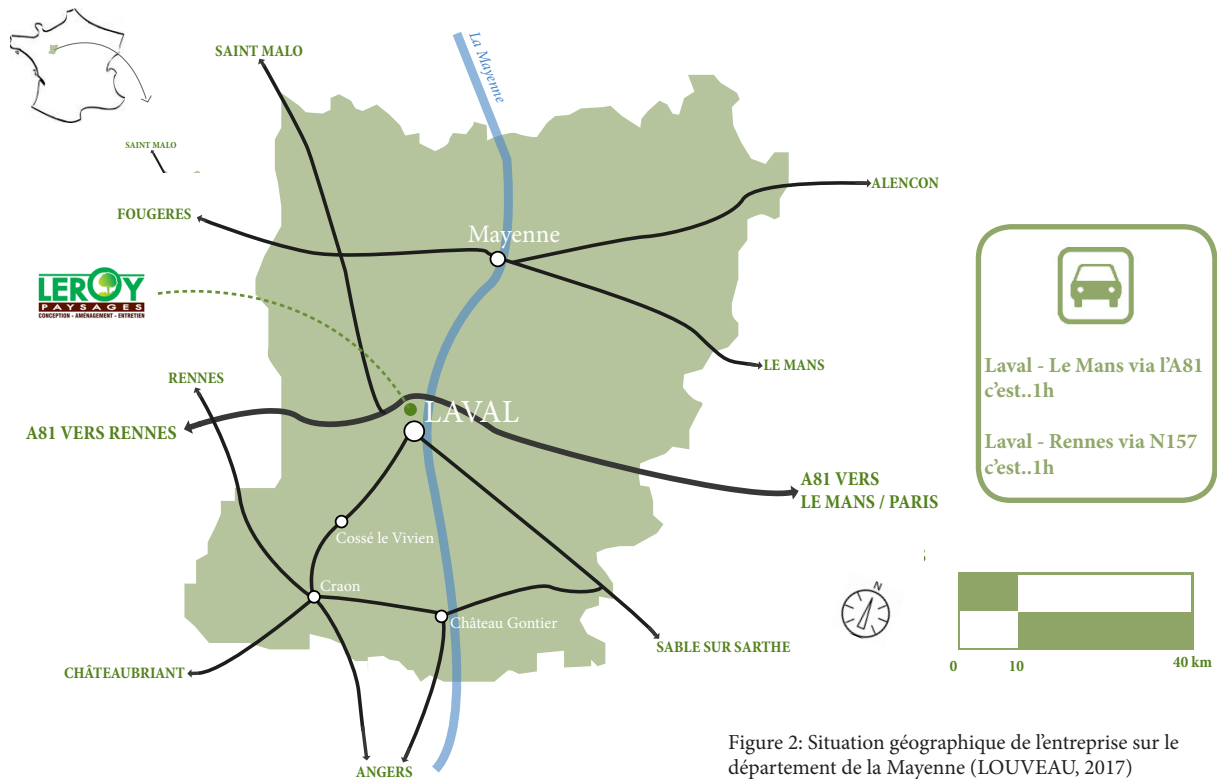 SAINT MALO
La Mayenne
SAINT MALO
ALENCON
FOUGERES
Mayenne
LEROY
PAYSAGES
CONCEPTION - AMÉNAGEMENT - ENTRETIEN
LE MANS
RENNES
LAVAL
A81 VERS RENNES
A81 VERS
LE MANS / PARIS
Cossé le Vivien
Craon
Château Gontier
SABLE SUR SARTHE
CHÂTEAUBRIANT
ANGERS
Laval - Le Mans via l'A81
c'est..1h
Laval - Rennes via N157
c'est..1h
N
0 10 40 km
Figure 2: Situation géographique de l'entreprise sur le
département de la Mayenne (LOUVEAU, 2017)